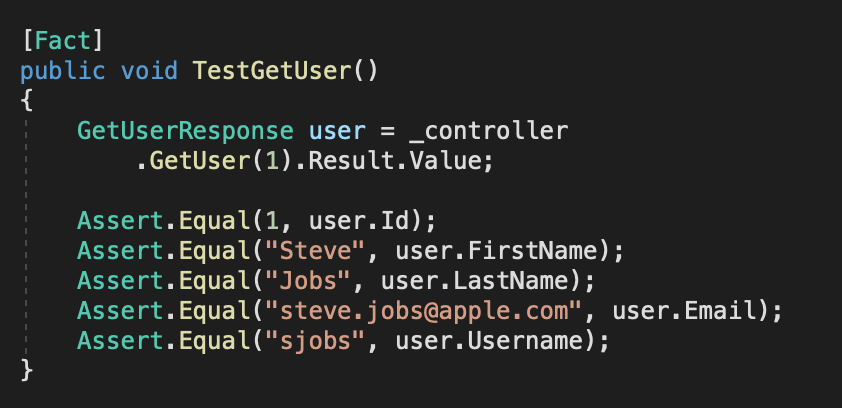 [Fact]
public void TestGetUser()
{
    GetUserResponse user = _controller
        .GetUser(1).Result.Value;

    Assert.Equal(1, user.Id);
    Assert.Equal("Steve", user.FirstName);
    Assert.Equal("Jobs", user.LastName);
    Assert.Equal("steve.jobs@apple.com", user.Email);
    Assert.Equal("sjobs", user.Username);
}